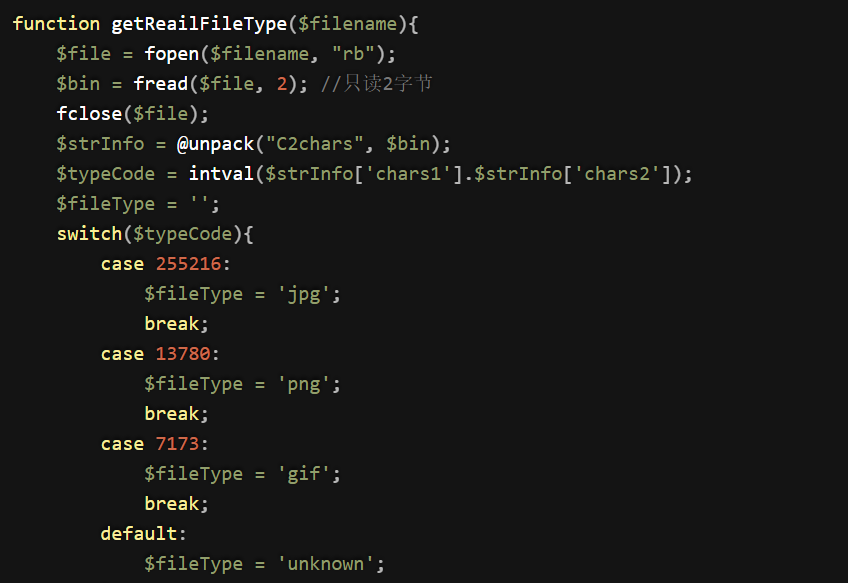 function getReailFileType($filename){
    $file = fopen($filename, "rb");
    $bin = fread($file, 2); //只读2字节
    fclose($file);
    $strInfo = @unpack("C2chars", $bin);
    $typeCode = intval($strInfo['chars1'].$strInfo['chars2']);
    $fileType = '';
    switch($typeCode){
        case 255216:
            $fileType = 'jpg';
            break;
        case 13780:
            $fileType = 'png';
            break;
        case 7173:
            $fileType = 'gif';
            break;
        default:
            $fileType = 'unknown';